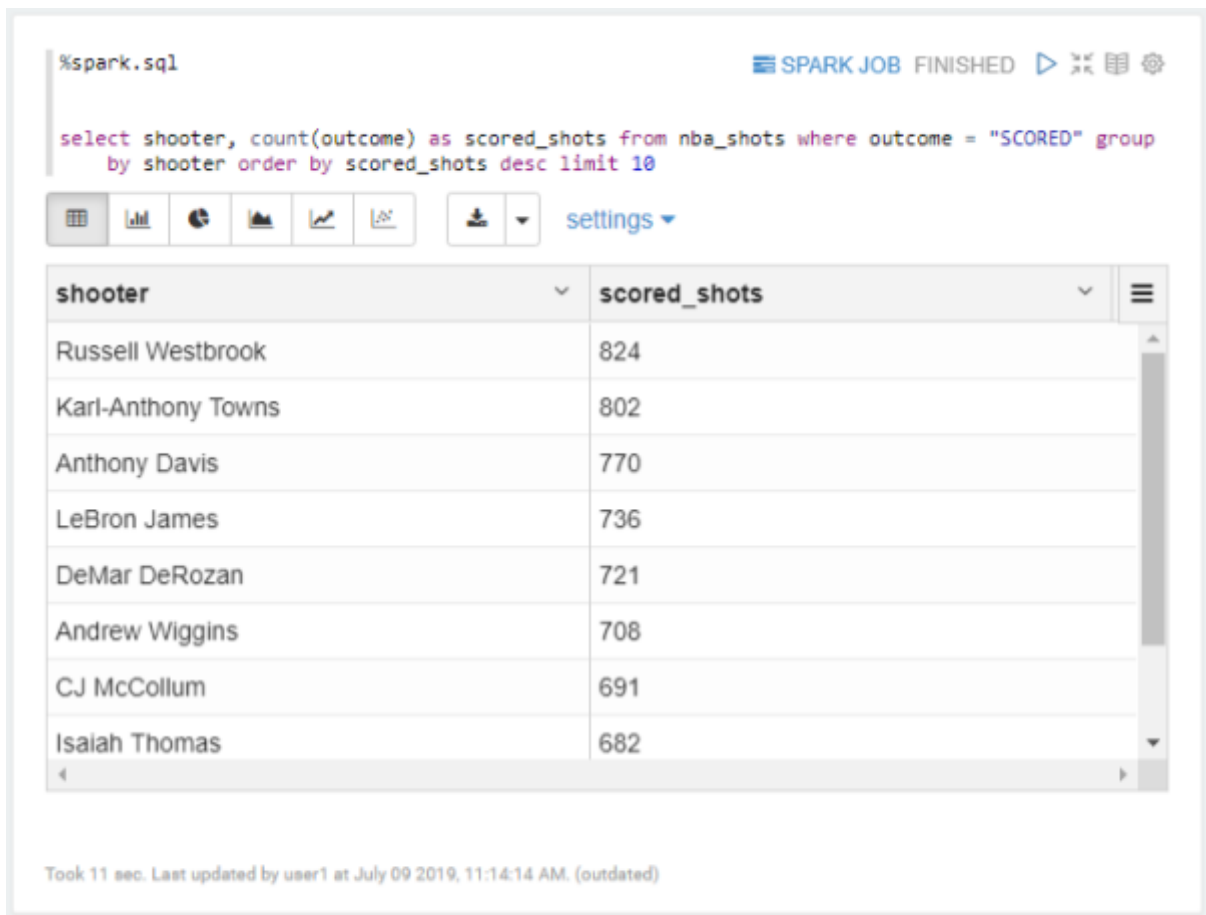 %spark.sql
SPARK JOB FINISHED
select shooter, count(outcome) as scored_shots from nba_shots where outcome = "SCORED" group
by shooter order by scored_shots desc limit 10
settings
shooter scored_shots
Russell Westbrook 824
Karl-Anthony Towns 802
Anthony Davis 770
LeBron James 736
DeMar DeRozan 721
Andrew Wiggins 708
CJ McCollum 691
Isaiah Thomas 682
Took 11 sec. Last updated by user1 at July 09 2019, 11:14:14 AM. (outdated)